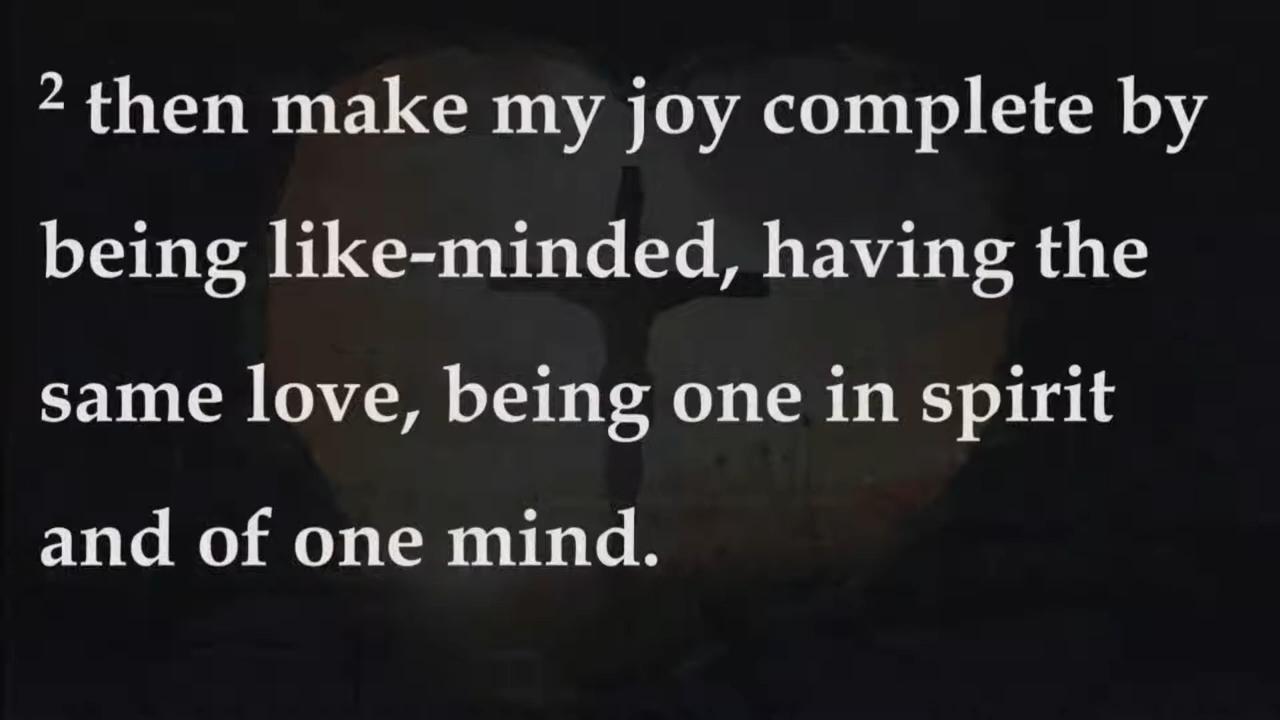 ² then make my joy complete by
being like-minded, having the
same love, being one in spirit
and of one mind.